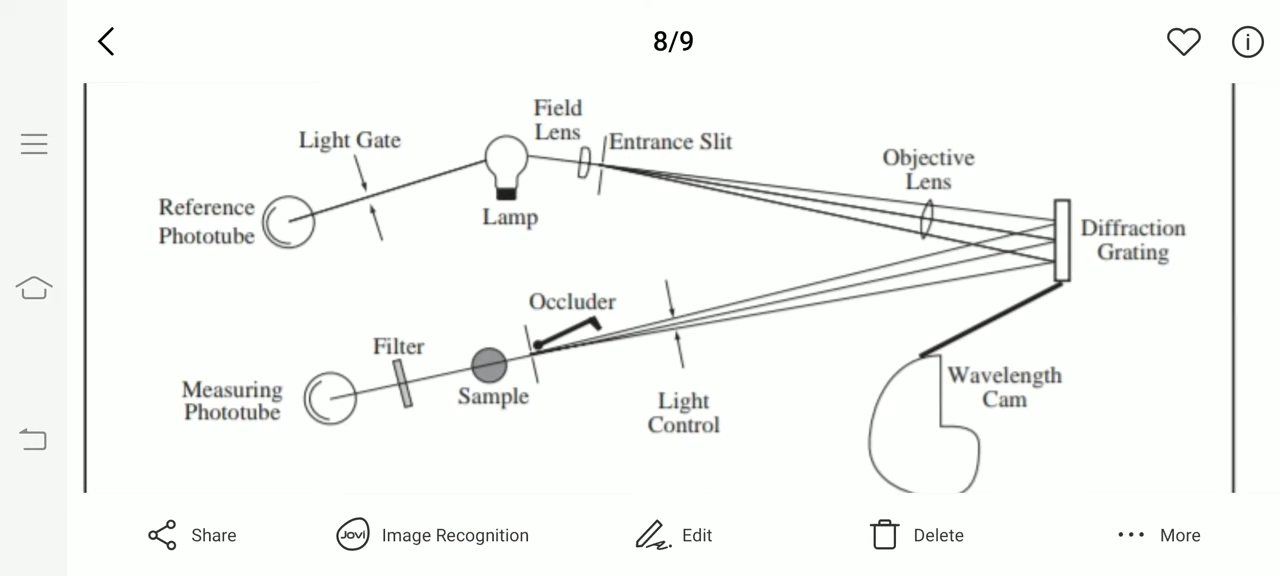 8/9
Field
Lens
Light Gate
Entrance Slit
Objective
Lens
Reference
Phototube
Lamp
Diffraction
Grating
Occluder
Filter
Measuring
Phototube
Sample
Light
Control
Wavelength
Cam
Share
Jovi
Image Recognition
Edit
Delete
More